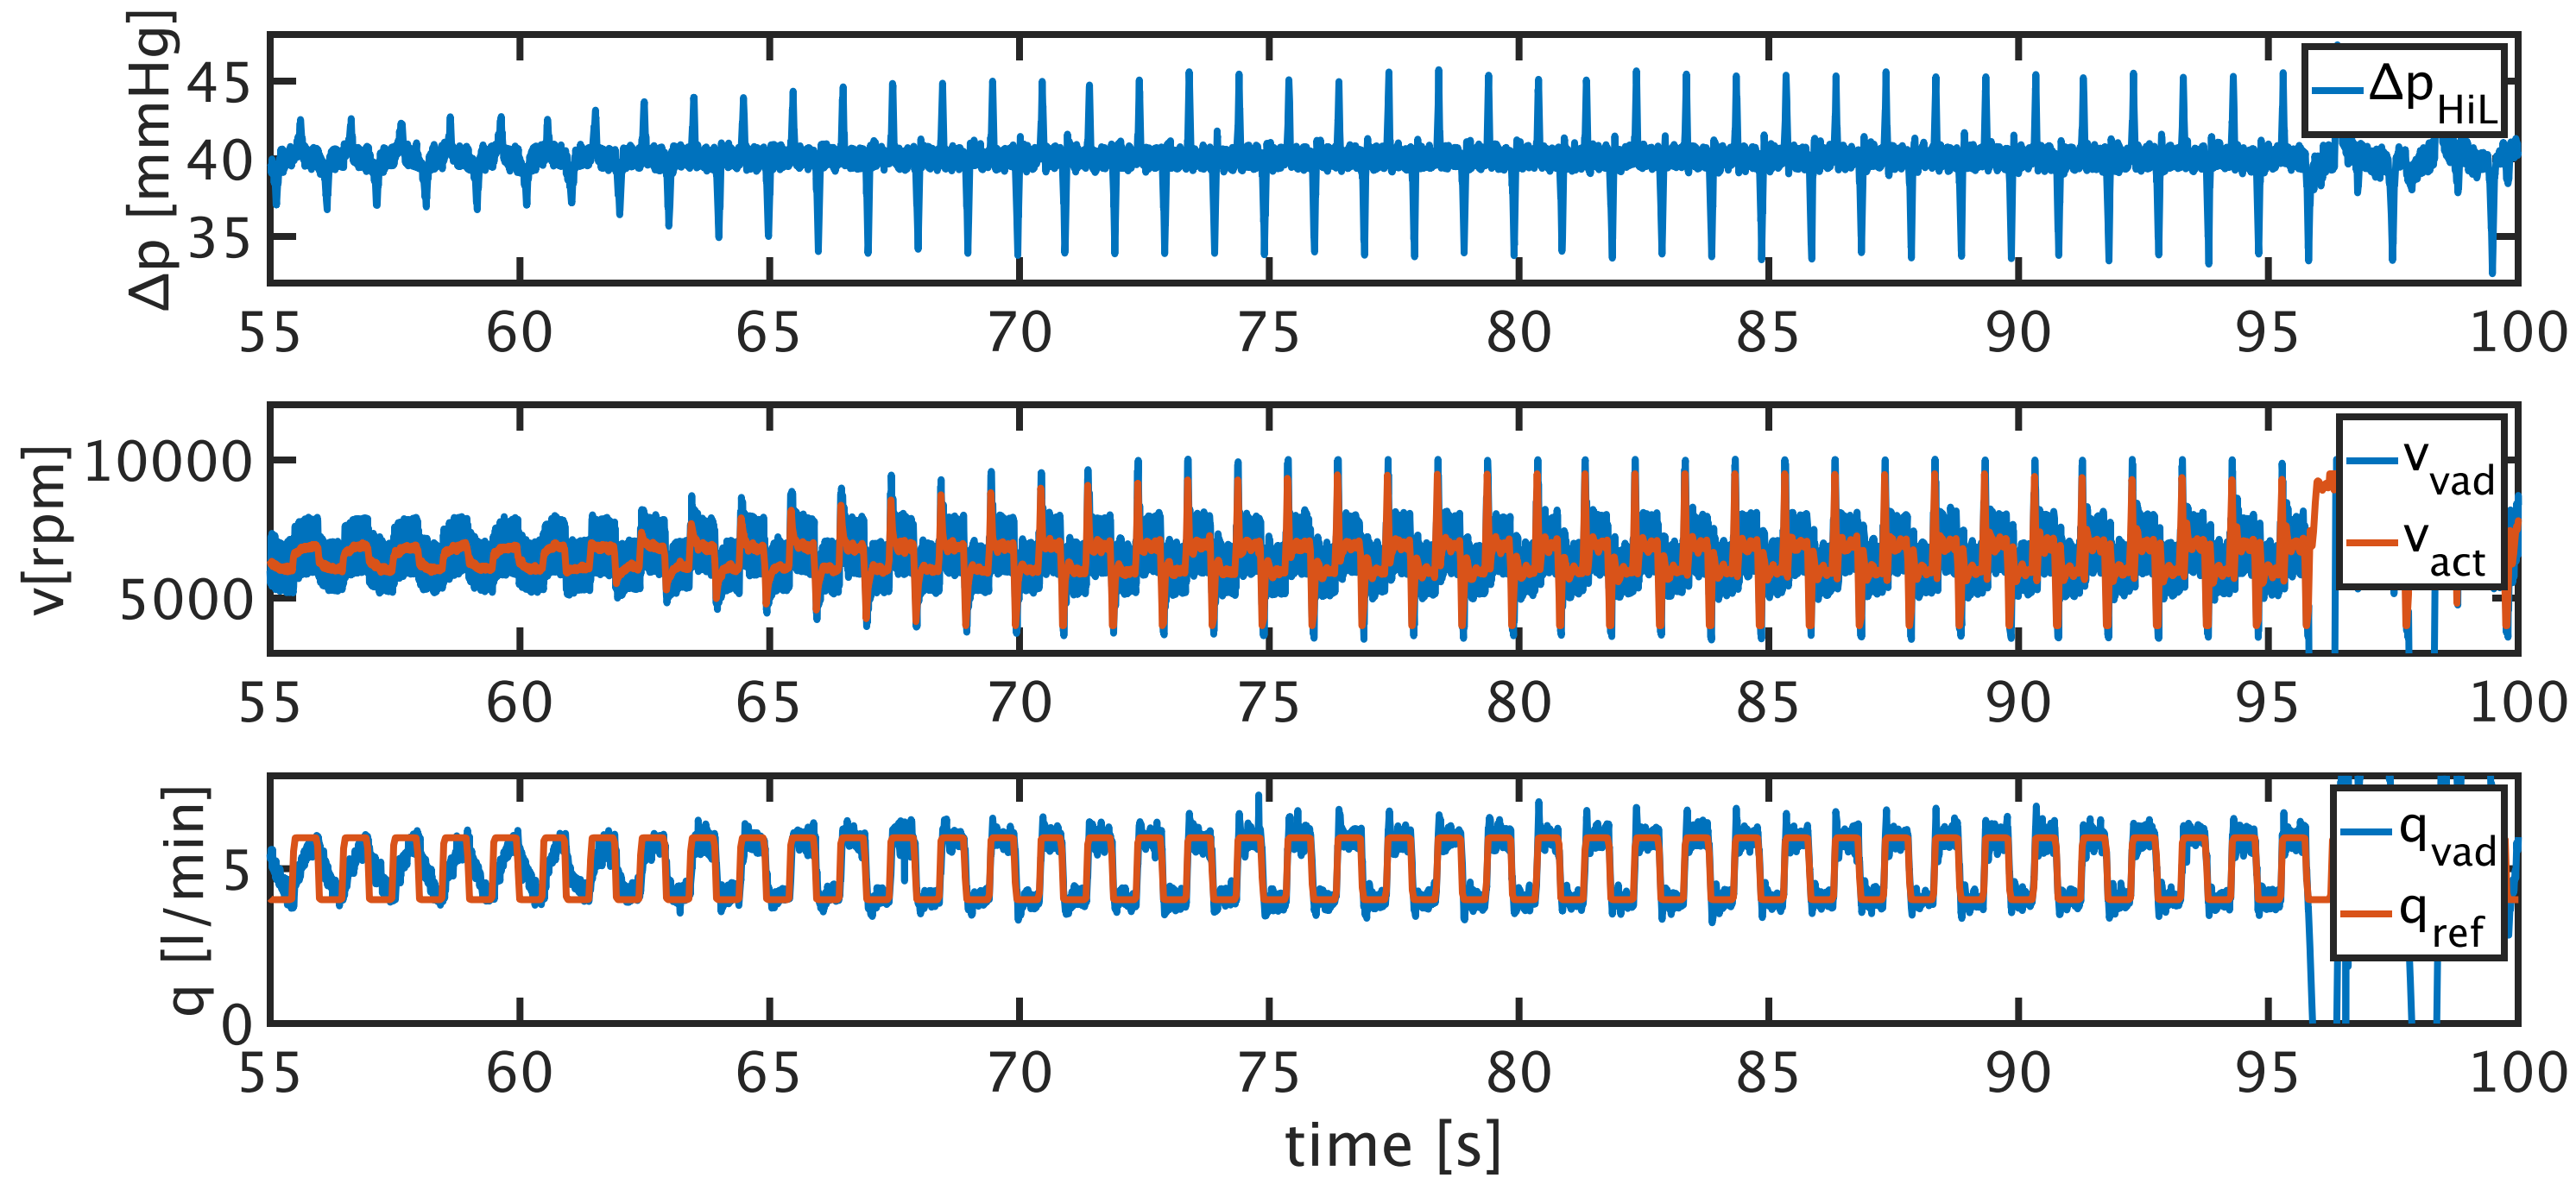 Δp [mmHg]
45
40
35
Δp_HiL
55 60 65 70 75 80 85 90 95 100
v[rpm]
10000
5000
v_vad
v_act
55 60 65 70 75 80 85 90 95 100
q [l/min]
5
0
q_vad
q_ref
55 60 65 70 75 80 85 90 95 100
time [s]